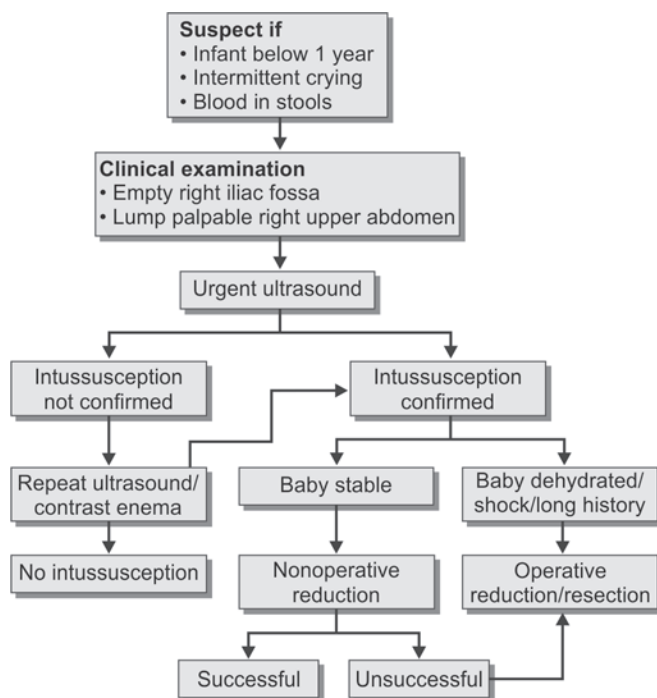 Suspect if
• Infant below 1 year
• Intermittent crying
• Blood in stools
Clinical examination
• Empty right iliac fossa
• Lump palpable right upper abdomen
Urgent ultrasound
Intussusception
not confirmed
Intussusception
confirmed
Repeat ultrasound/
contrast enema
Baby stable
Baby dehydrated/
shock/long history
No intussusception
Nonoperative
reduction
Operative
reduction/resection
Successful
Unsuccessful